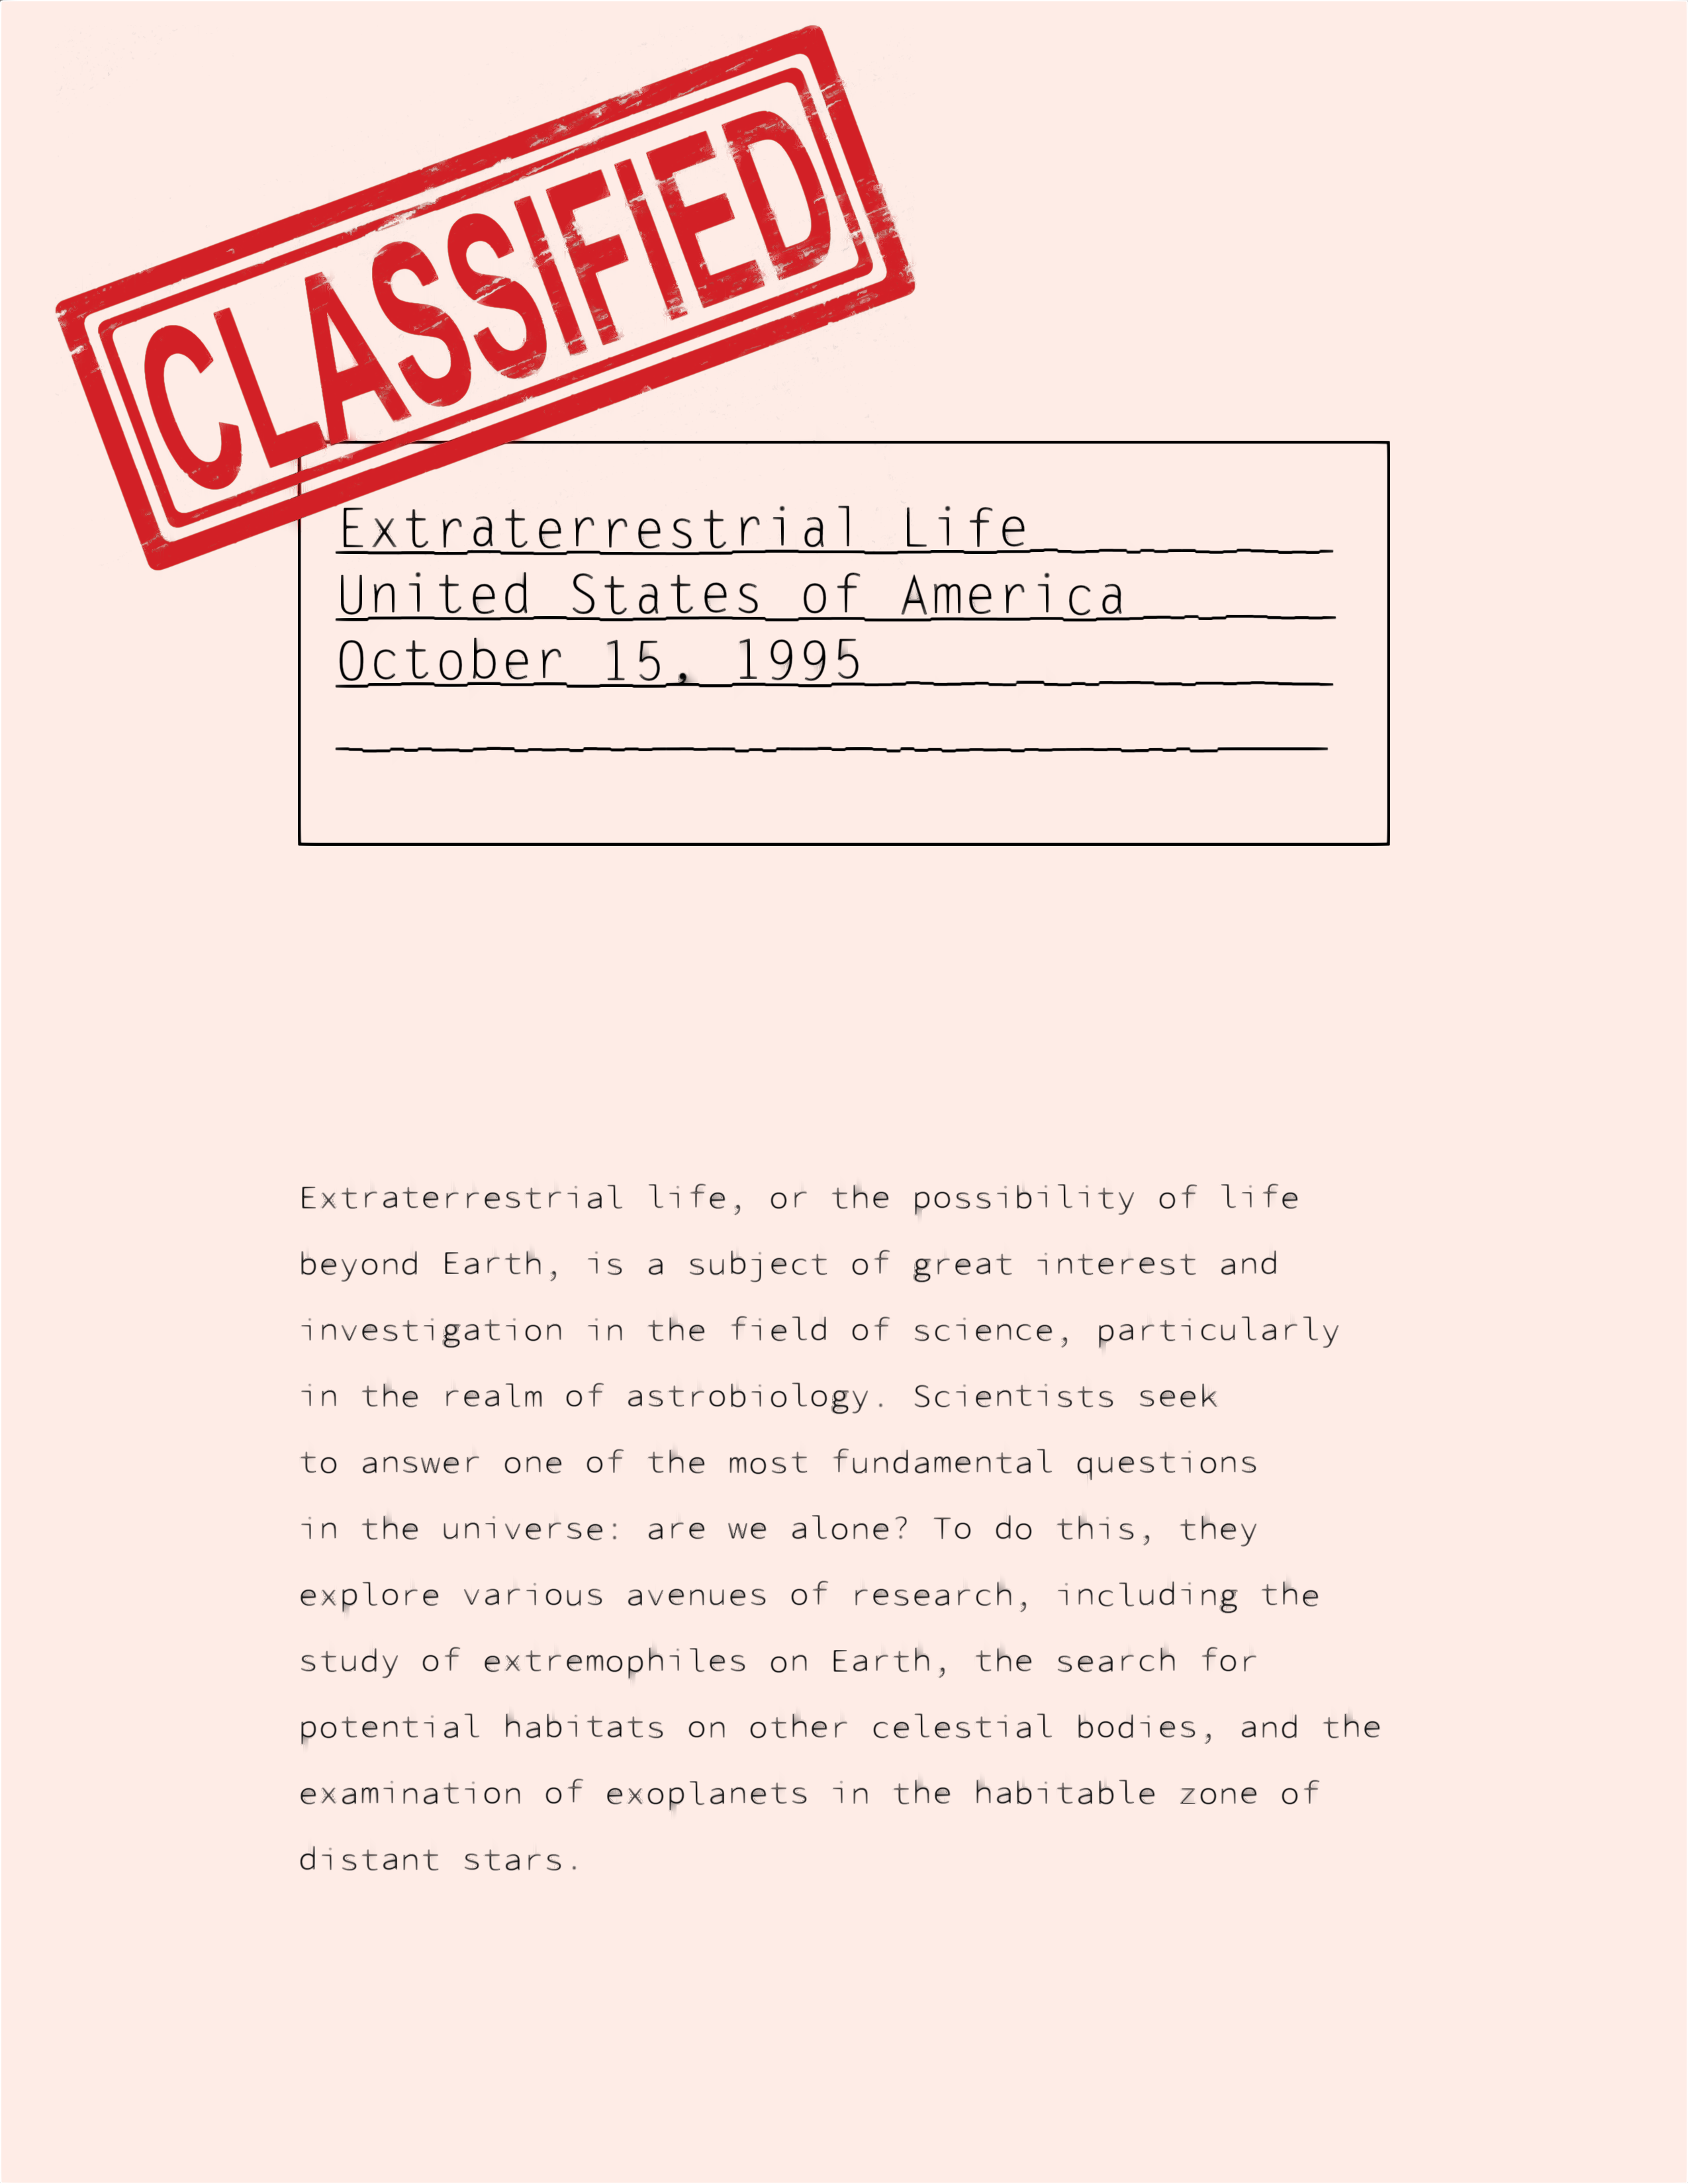 CLASSIFIED
Extraterrestrial Life
United States of America
October 15, 1995
Extraterrestrial life, or the possibility of life
beyond Earth, is a subject of great interest and
investigation in the field of science, particularly
in the realm of astrobiology. Scientists seek
to answer one of the most fundamental questions
in the universe: are we alone? To do this, they
explore various avenues of research, including the
study of extremophiles on Earth, the search for
potential habitats on other celestial bodies, and the
examination of exoplanets in the habitable zone of
distant stars.